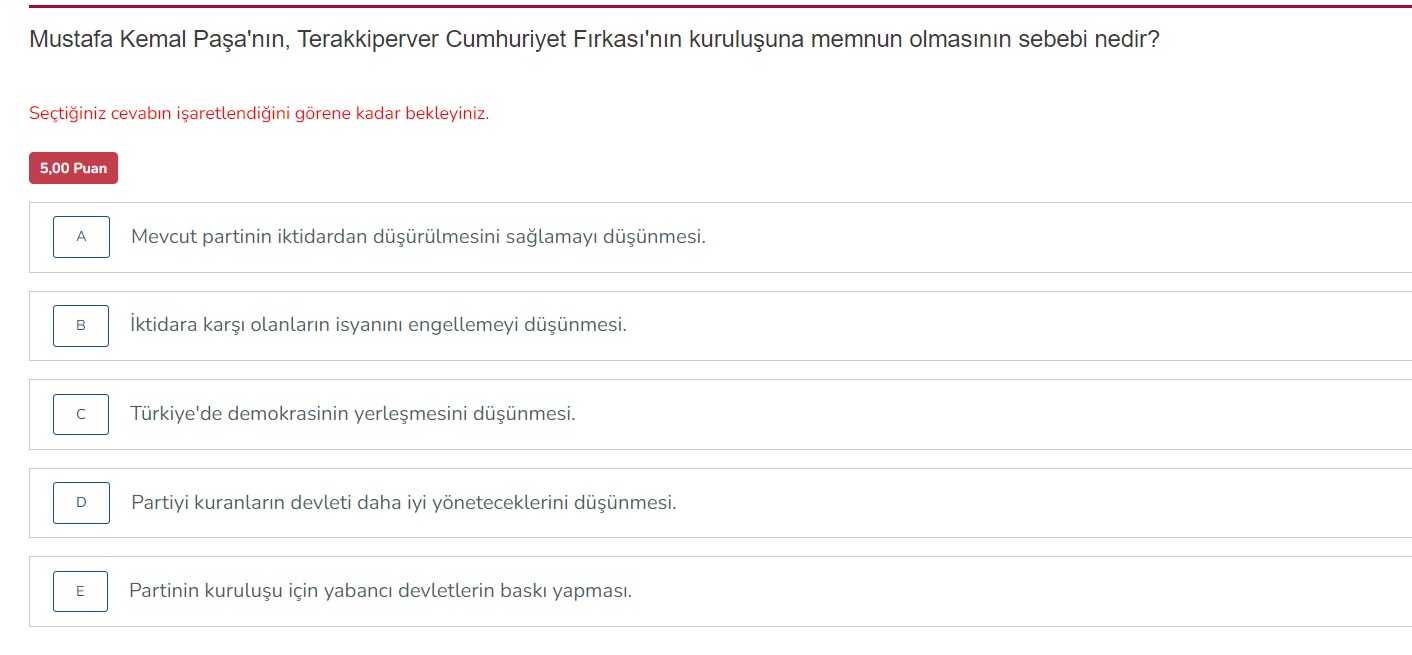 Mustafa Kemal Paşa'nın, Terakkiperver Cumhuriyet Fırkası'nın kuruluşuna memnun olmasının sebebi nedir?
Seçtiğiniz cevabın işaretlendiğini görene kadar bekleyiniz.
5,00 Puan
A Mevcut partinin iktidardan düşürülmesini sağlamayı düşünmesi.
B İktidara karşı olanların isyanını engellemeyi düşünmesi.
C Türkiye'de demokrasinin yerleşmesini düşünmesi.
D Partiyi kuranların devleti daha iyi yöneteceklerini düşünmesi.
E Partinin kuruluşu için yabancı devletlerin baskı yapması.